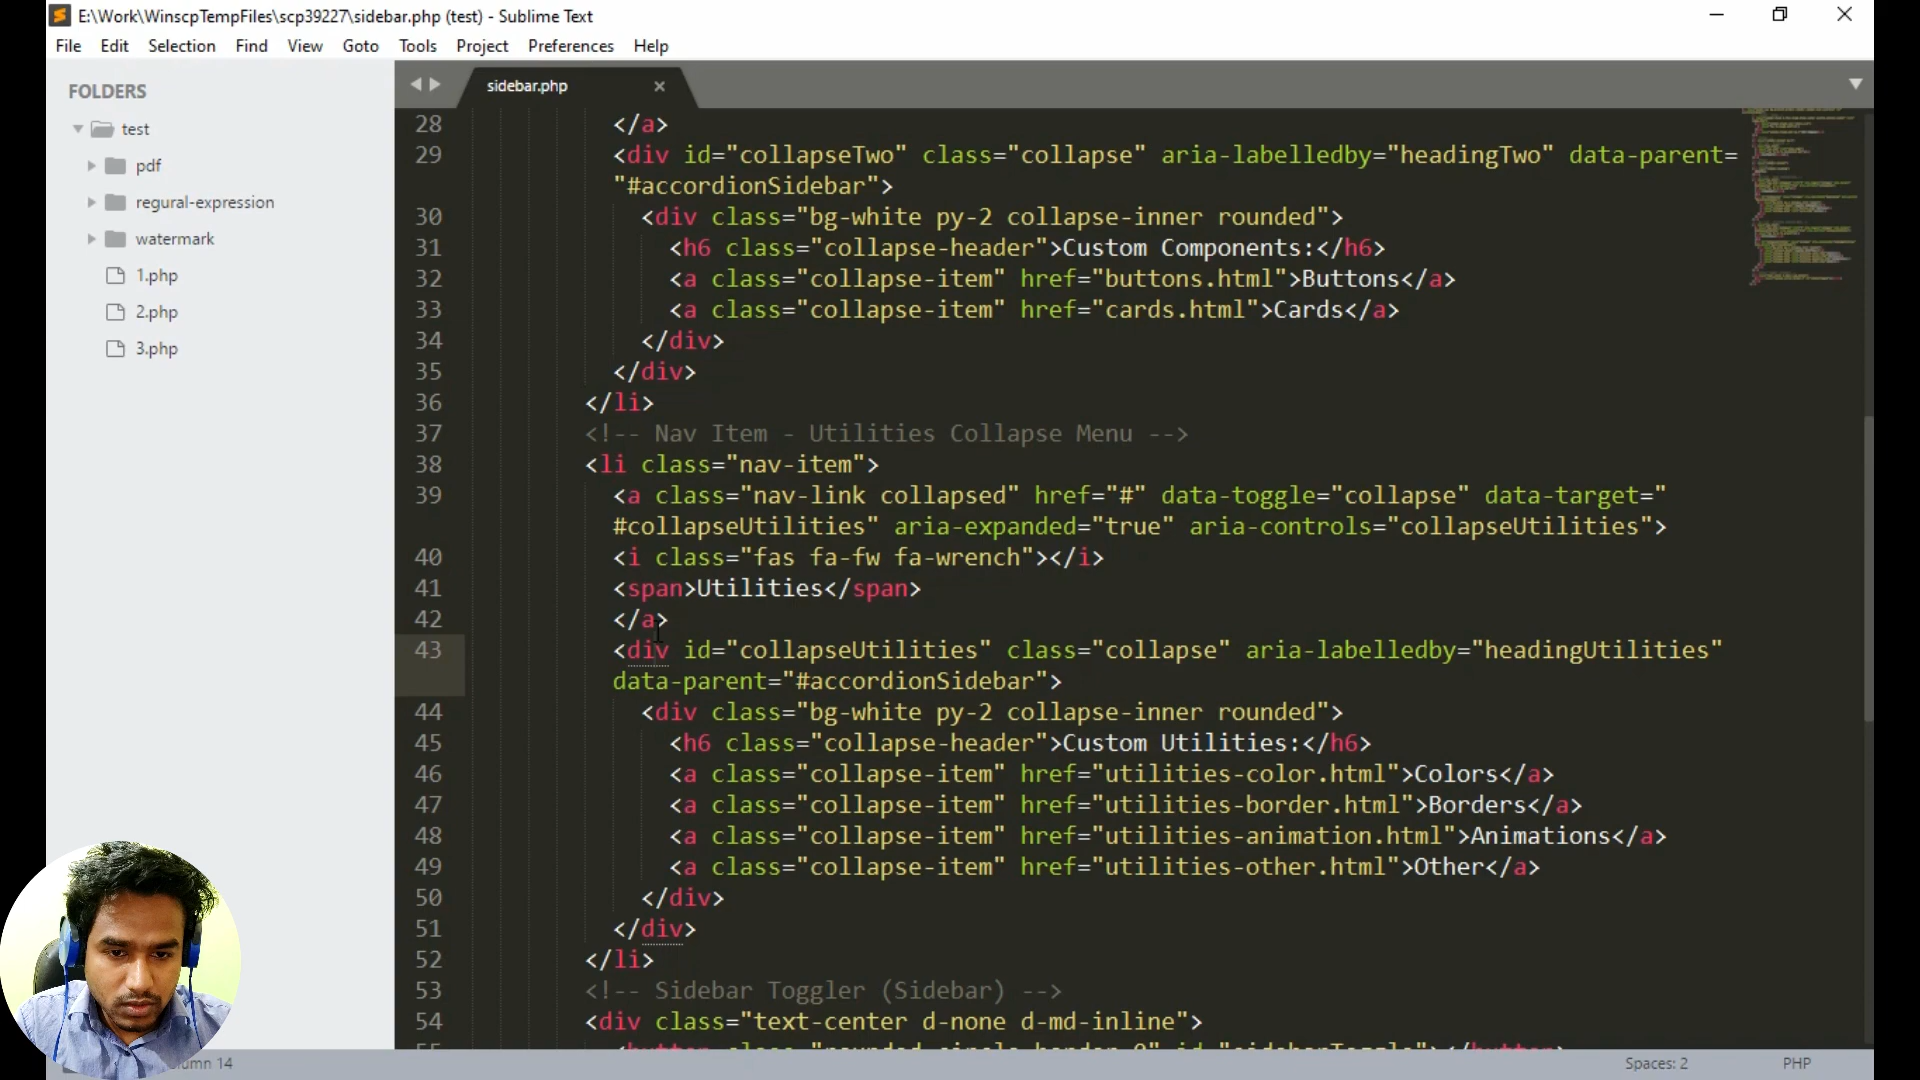 E:\Work\WinscpTempFiles\scp39227\sidebar.php (test) - Sublime Text
File Edit Selection Find View Goto Tools Project Preferences Help
FOLDERS
test
pdf
regural-expression
watermark
1.php
2.php
3.php
sidebar.php
28 </a>
29 <div id="collapseTwo" class="collapse" aria-labelledby="headingTwo" data-parent=
"#accordionSidebar">
30 <div class="bg-white py-2 collapse-inner rounded">
31 <h6 class="collapse-header">Custom Components:</h6>
32 <a class="collapse-item" href="buttons.html">Buttons</a>
33 <a class="collapse-item" href="cards.html">Cards</a>
34 </div>
35 </div>
36 </li>
37 <!-- Nav Item - Utilities Collapse Menu -->
38 <li class="nav-item">
39 <a class="nav-link collapsed" href="#" data-toggle="collapse" data-target="
#collapseUtilities" aria-expanded="true" aria-controls="collapseUtilities">
40 <i class="fas fa-fw fa-wrench"></i>
41 <span>Utilities</span>
42 </a>
43 <div id="collapseUtilities" class="collapse" aria-labelledby="headingUtilities"
data-parent="#accordionSidebar">
44 <div class="bg-white py-2 collapse-inner rounded">
45 <h6 class="collapse-header">Custom Utilities:</h6>
46 <a class="collapse-item" href="utilities-color.html">Colors</a>
47 <a class="collapse-item" href="utilities-border.html">Borders</a>
48 <a class="collapse-item" href="utilities-animation.html">Animations</a>
49 <a class="collapse-item" href="utilities-other.html">Other</a>
50 </div>
51 </div>
52 </li>
53 <!-- Sidebar Toggler (Sidebar) -->
54 <div class="text-center d-none d-md-inline">
14
Spaces: 2
PHP